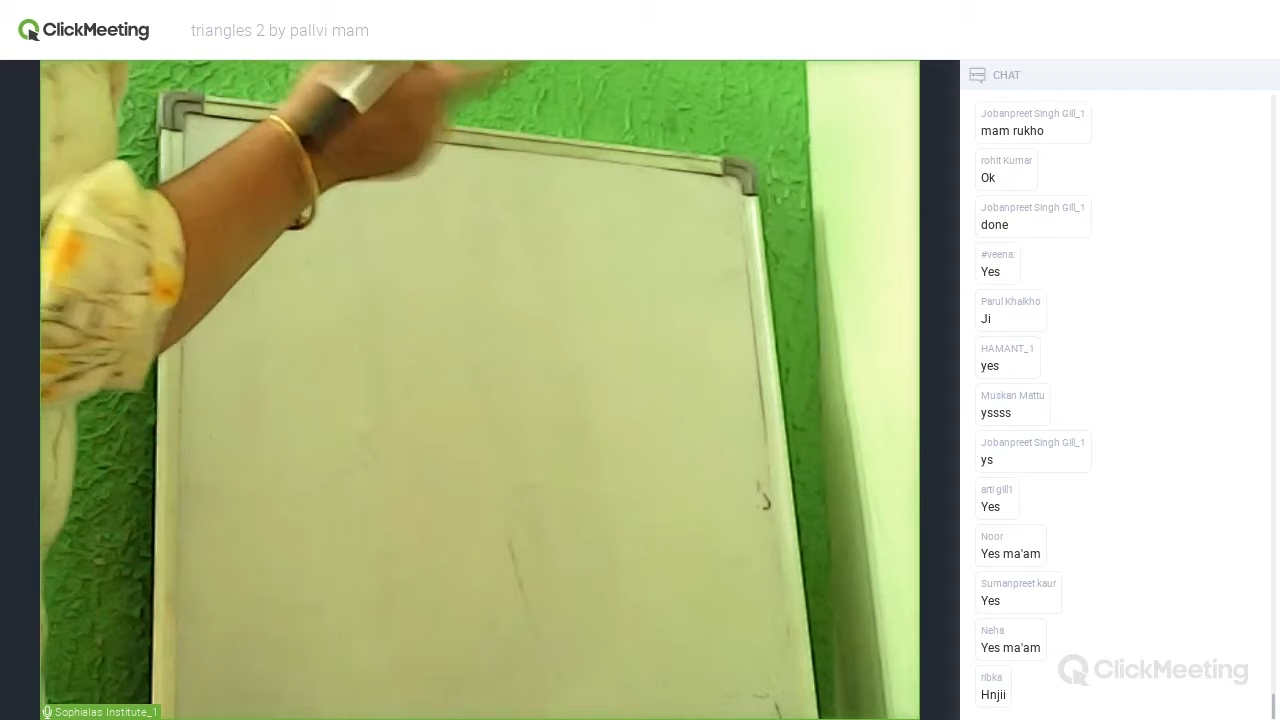 ClickMeeting
triangles 2 by pallvi mam
CHAT
Jobanpreet Singh Gill_1
mam rukho
rohit Kumar
Ok
Jobanpreet Singh Gill_1
done
#veena:
Yes
Parul Khalkho
Ji
HAMANT_1
yes
Muskan Mattu
yssss
Jobanpreet Singh Gill_1
ys
arti gill1
Yes
Noor
Yes ma'am
Sumanpreet kaur
Yes
Neha
Yes ma'am
ribka
Hnjii
ClickMeeting
Sophialas Institute_1